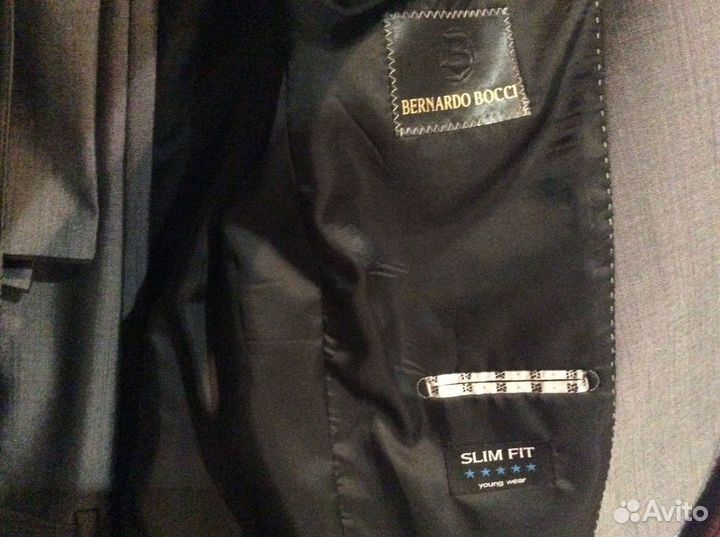 BERNARDO BOCCI
SLIM FIT
young wear
Avito